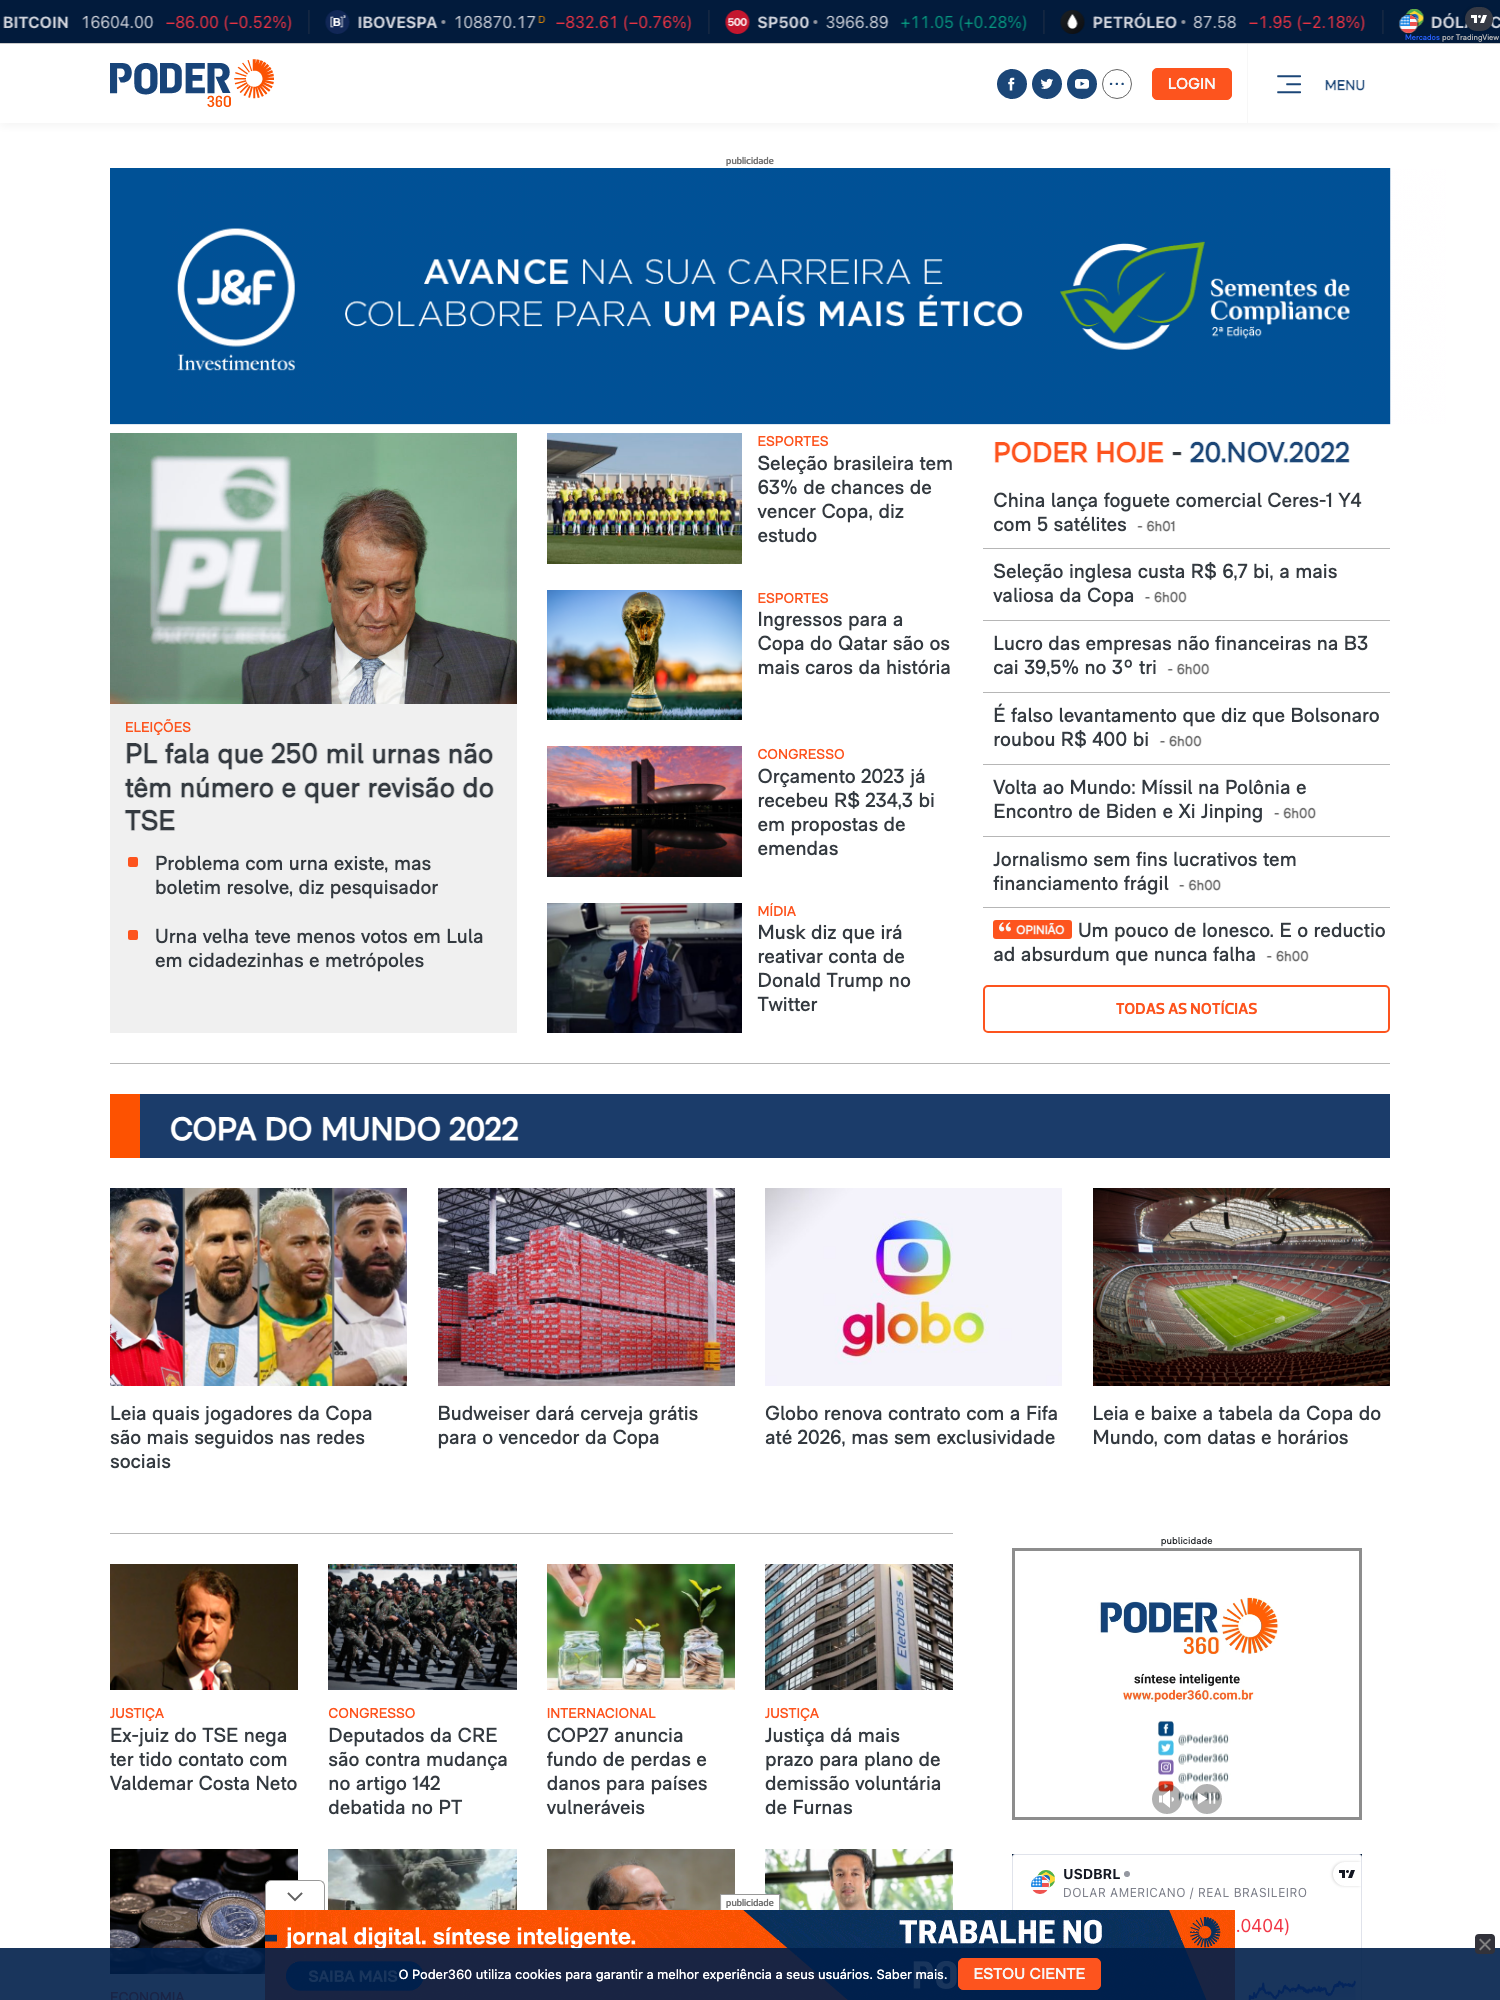 BITCOIN 16604.00 −86.00 (−0.52%) IBOVESPA 108870.17 D −832.61 (−0.76%) 500 SP500 3966.89 +11.05 (+0.28%) PETRÓLEO 87.58 −1.95 (−2.18%)
Mercados por TradingView
PODER
360
LOGIN
MENU
publicidade
J&F
Investimentos
AVANCE NA SUA CARREIRA E
COLABORE PARA UM PAÍS MAIS ÉTICO
Sementes de
Compliance
2ª Edição
PL
PARTIDO LIBERAL
ELEIÇÕES
PL fala que 250 mil urnas não
têm número e quer revisão do
TSE
Problema com urna existe, mas
boletim resolve, diz pesquisador
Urna velha teve menos votos em Lula
em cidadezinhas e metrópoles
ESPORTES
Seleção brasileira tem
63% de chances de
vencer Copa, diz
estudo
ESPORTES
Ingressos para a
Copa do Qatar são os
mais caros da história
CONGRESSO
Orçamento 2023 já
recebeu R$ 234,3 bi
em propostas de
emendas
MÍDIA
Musk diz que irá
reativar conta de
Donald Trump no
Twitter
PODER HOJE - 20.NOV.2022
China lança foguete comercial Ceres-1 Y4
com 5 satélites - 6h01
Seleção inglesa custa R$ 6,7 bi, a mais
valiosa da Copa - 6h00
Lucro das empresas não financeiras na B3
cai 39,5% no 3º tri - 6h00
É falso levantamento que diz que Bolsonaro
roubou R$ 400 bi - 6h00
Volta ao Mundo: Míssil na Polônia e
Encontro de Biden e Xi Jinping - 6h00
Jornalismo sem fins lucrativos tem
financiamento frágil - 6h00
OPINIÃO Um pouco de Ionesco. E o reductio
ad absurdum que nunca falha - 6h00
TODAS AS NOTÍCIAS
COPA DO MUNDO 2022
globo
Leia quais jogadores da Copa
são mais seguidos nas redes
sociais
Budweiser dará cerveja grátis
para o vencedor da Copa
Globo renova contrato com a Fifa
até 2026, mas sem exclusividade
Leia e baixe a tabela da Copa do
Mundo, com datas e horários
Eletrobras
JUSTIÇA
Ex-juiz do TSE nega
ter tido contato com
Valdemar Costa Neto
CONGRESSO
Deputados da CRE
são contra mudança
no artigo 142
debatida no PT
INTERNACIONAL
COP27 anuncia
fundo de perdas e
danos para países
vulneráveis
JUSTIÇA
Justiça dá mais
prazo para plano de
demissão voluntária
de Furnas
publicidade
PODER
360
síntese inteligente
www.poder360.com.br
@Poder360
@Poder360
@Poder360
USDBRL
DOLAR AMERICANO / REAL BRASILEIRO
.0404)
publicidade
jornal digital. síntese inteligente.
TRABALHE NO
SAIBA MAIS
O Poder360 utiliza cookies para garantir a melhor experiência a seus usuários. Saber mais.
ESTOU CIENTE
ECONOMIA